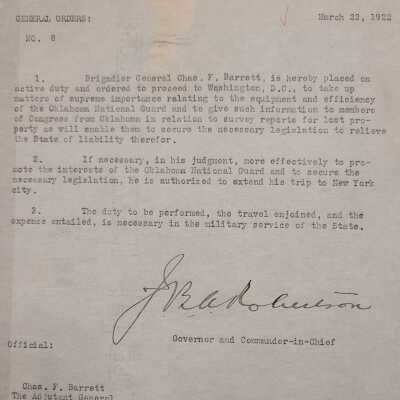 GENERAL ORDERS:
March 22, 1922
NO. 8
1. Brigadier General Chas. F. Barrett, is hereby placed on
active duty and ordered to proceed to Washington, D.C., to take up
matters of supreme importance relating to the equipment and efficiency
of the Oklahoma National Guard and to give such information to members
of Congress from Oklahoma in relation to survey reports for lost pro-
perty as will enable them to secure the necessary legislation to relieve
the State of liability therefor.
2. If necessary, in his judgment, more effectively to pro-
mote the interests of the Oklahoma National Guard and to secure the
necessary legislation, he is authorized to extend his trip to New York
city.
3. The duty to be performed, the travel enjoined, and the
expense entailed, is necessary in the military service of the State.
J B A Robertson
Governor and Commander-in-Chief
Official:
Chas. F. Barrett
The Adjutant General